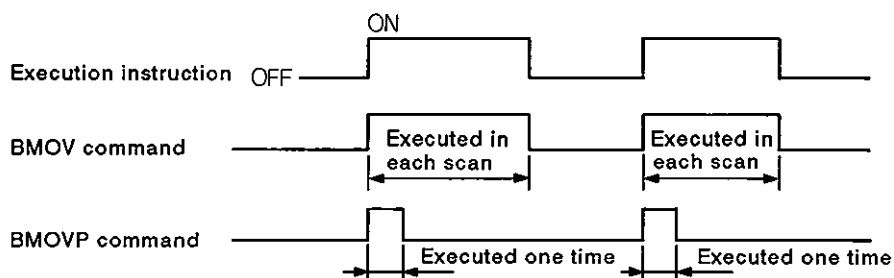 ON
Execution instruction OFF
BMOV command
Executed in
each scan
Executed in
each scan
BMOVP command
Executed one time
Executed one time